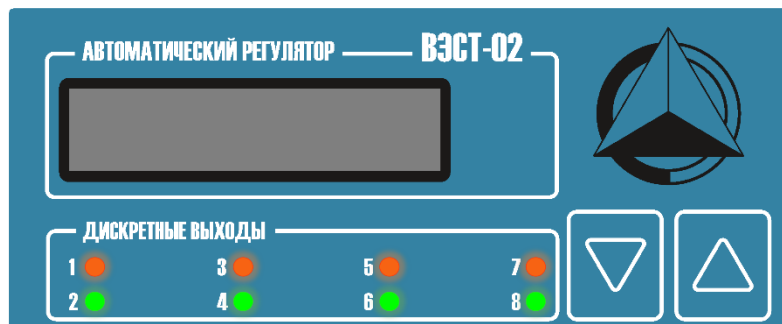 АВТОМАТИЧЕСКИЙ РЕГУЛЯТОР ВЭСТ-02
ДИСКРЕТНЫЕ ВЫХОДЫ
1 3 5 7
2 4 6 8